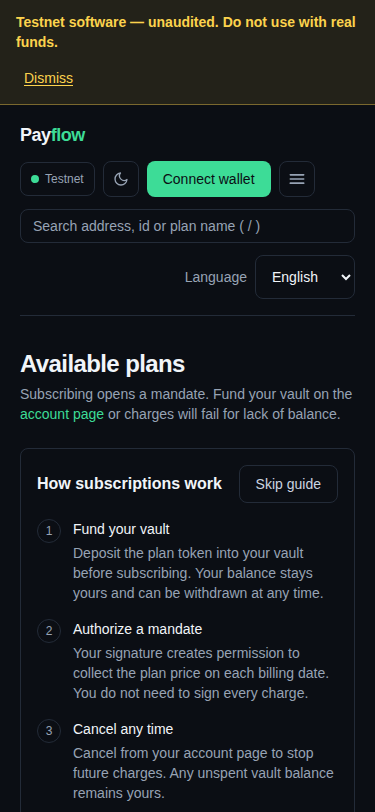 Testnet software — unaudited. Do not use with real
funds.
Dismiss
Payflow
Testnet
Connect wallet
Search address, id or plan name ( / )
Language
English
Available plans
Subscribing opens a mandate. Fund your vault on the
account page or charges will fail for lack of balance.
How subscriptions work
Skip guide
1
Fund your vault
Deposit the plan token into your vault
before subscribing. Your balance stays
yours and can be withdrawn at any time.
2
Authorize a mandate
Your signature creates permission to
collect the plan price on each billing date.
You do not need to sign every charge.
3
Cancel any time
Cancel from your account page to stop
future charges. Any unspent vault balance
remains yours.